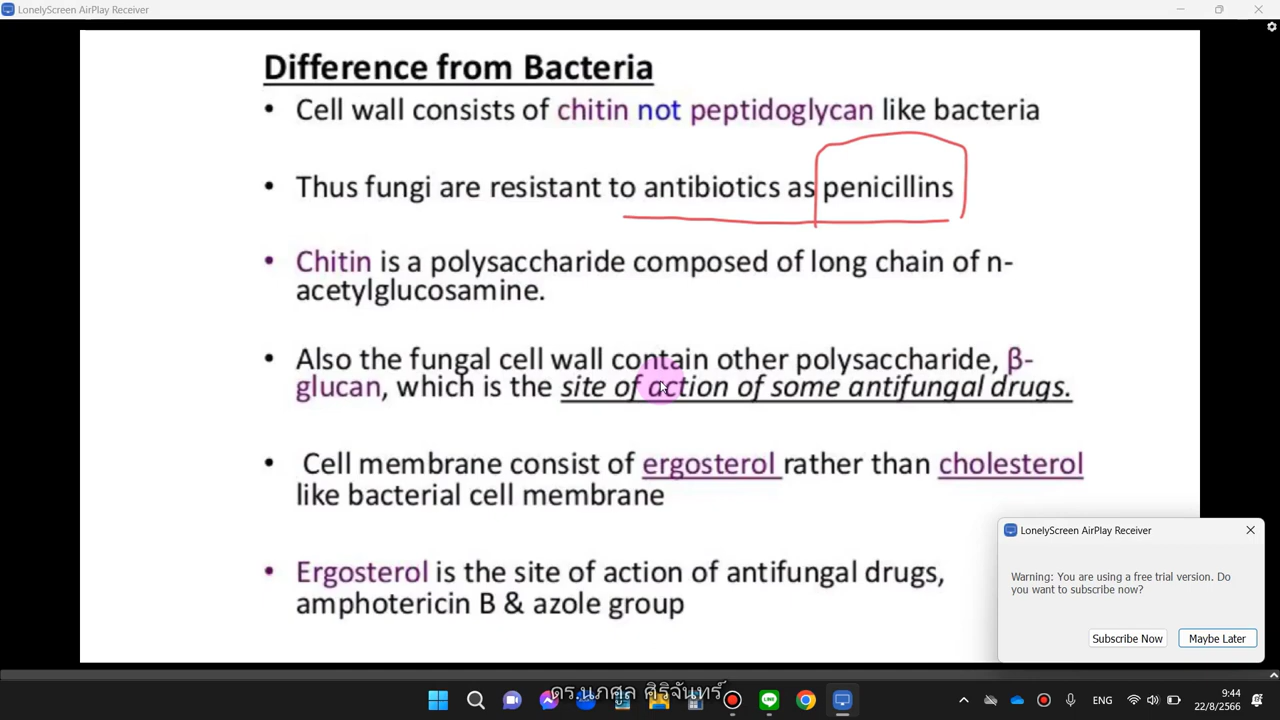 LonelyScreen AirPlay Receiver
Difference from Bacteria
• Cell wall consists of chitin not peptidoglycan like bacteria
• Thus fungi are resistant to antibiotics as penicillins
• Chitin is a polysaccharide composed of long chain of n-
acetylglucosamine.
• Also the fungal cell wall contain other polysaccharide, β-
glucan, which is the site of action of some antifungal drugs.
• Cell membrane consist of ergosterol rather than cholesterol
like bacterial cell membrane
• Ergosterol is the site of action of antifungal drugs,
amphotericin B & azole group
LonelyScreen AirPlay Receiver
Warning: You are using a free trial version. Do
you want to subscribe now?
Subscribe Now
Maybe Later
ดร.นภศูล ศิริจันทร์
ENG
9:44
22/8/2566